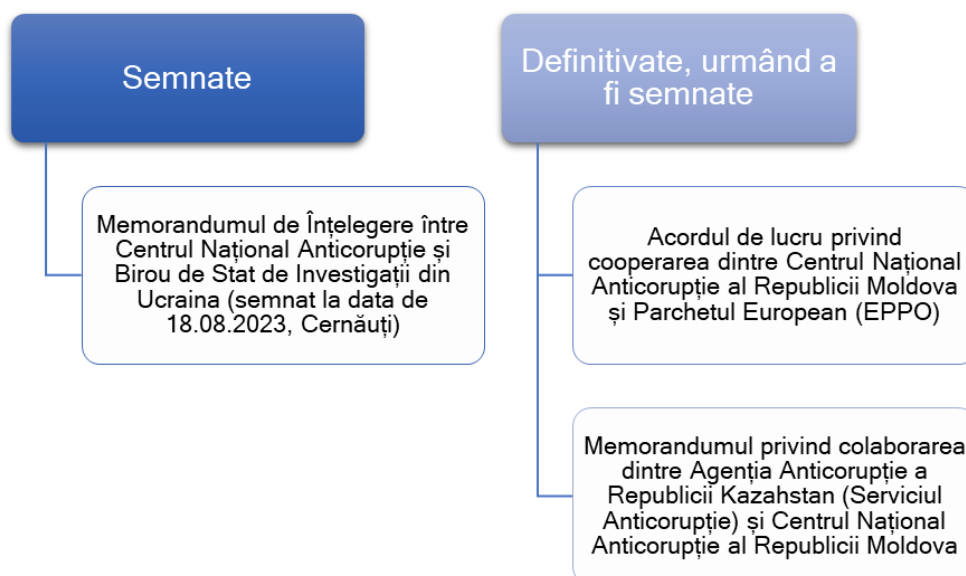 Semnate
Memorandumul de Înțelegere între
Centrul Național Anticorupție și
Birou de Stat de Investigații din
Ucraina (semnat la data de
18.08.2023, Cernăuți)
Definitivate, urmând a
fi semnate
Acordul de lucru privind
cooperarea dintre Centrul Național
Anticorupție al Republicii Moldova
și Parchetul European (EPPO)
Memorandumul privind colaborarea
dintre Agenția Anticorupție a
Republicii Kazahstan (Serviciul
Anticorupție) și Centrul Național
Anticorupție al Republicii Moldova